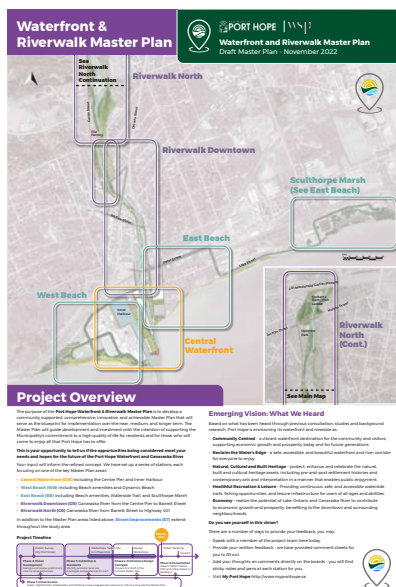 Waterfront &
Riverwalk Master Plan
PORT HOPE
WSP
Waterfront and Riverwalk Master Plan
Draft Master Plan - November 2022
See
Riverwalk
North
Continuation
Riverwalk North
Riverwalk Downtown
Sculthorpe Marsh
(See East Beach)
East Beach
West Beach
Central
Waterfront
Riverwalk
North
(Cont.)
See Main Map
Project Overview
The purpose of the Port Hope Waterfront & Riverwalk Master Plan is to develop a
community supported, comprehensive, innovative, and achievable Master Plan that will
serve as the blueprint for implementation over the near, medium, and longer term. The
Master Plan will guide development and investment with the intention of supporting the
Municipality's commitment to a high quality of life for residents and for those who will
come to enjoy all that Port Hope has to offer.
This is your opportunity to tell us if the opportunities being considered meet your
needs and hopes for the future of the Port Hope Waterfront and Ganaraska River
Your input will inform the refined concept. We have set up a series of stations, each
focusing on one of the key Master Plan areas:
- Central Waterfront (CW) including the Centre Pier and Inner Harbour
- West Beach (WB) including Beach amenities and Dynamic Beach
- East Beach (EB) including Beach amenities, Waterside Trail, and Sculthorpe Marsh
- Riverwalk Downtown (RD) Ganaraska River from the Centre Pier to Barrett Street
- Riverwalk North (RN) Ganaraska River from Barrett Street to Highway 401
In addition to the Master Plan areas listed above, Street Improvements (ST) extend
throughout the study area.
Project Timeline
Emerging Vision: What We Heard
Based on what has been heard through previous consultation, studies and background
research, Port Hope is envisioning its waterfront and riverside as:
- Community Centred - a vibrant waterfront destination for the community and visitors,
supporting economic growth and prosperity today and for future generations
- Reclaim the Water's Edge - a safe, accessible, and beautiful waterfront and river corridor
for everyone to enjoy.
- Natural, Cultural and Built Heritage - protect, enhance and celebrate the natural,
built and cultural heritage scenes, including pre-and post settlement histories and
contemporary arts and interpretation in a manner that enables public enjoyment.
- Healthful Recreation & Leisure - Providing continuous, safe, and accessible waterside
trails, fishing opportunities, and leisure infrastructure for users of all ages and abilities.
- Economy - realize the potential of Lake Ontario and Ganaraska River to contribute
to economic growth and prosperity; benefiting to the downtown and surrounding
neighbourhoods.
Do you see yourself in this vision?
There are a number of ways to provide your feedback, you may:
- Speak with a member of the project team here today.
- Provide your written feedback - we have provided comment sheets for
you to fill out.
- Add your thoughts as comments directly on the boards - you will find
sticky notes and pens at each station for you.
- Visit My Port Hope http://www.myporthope.ca